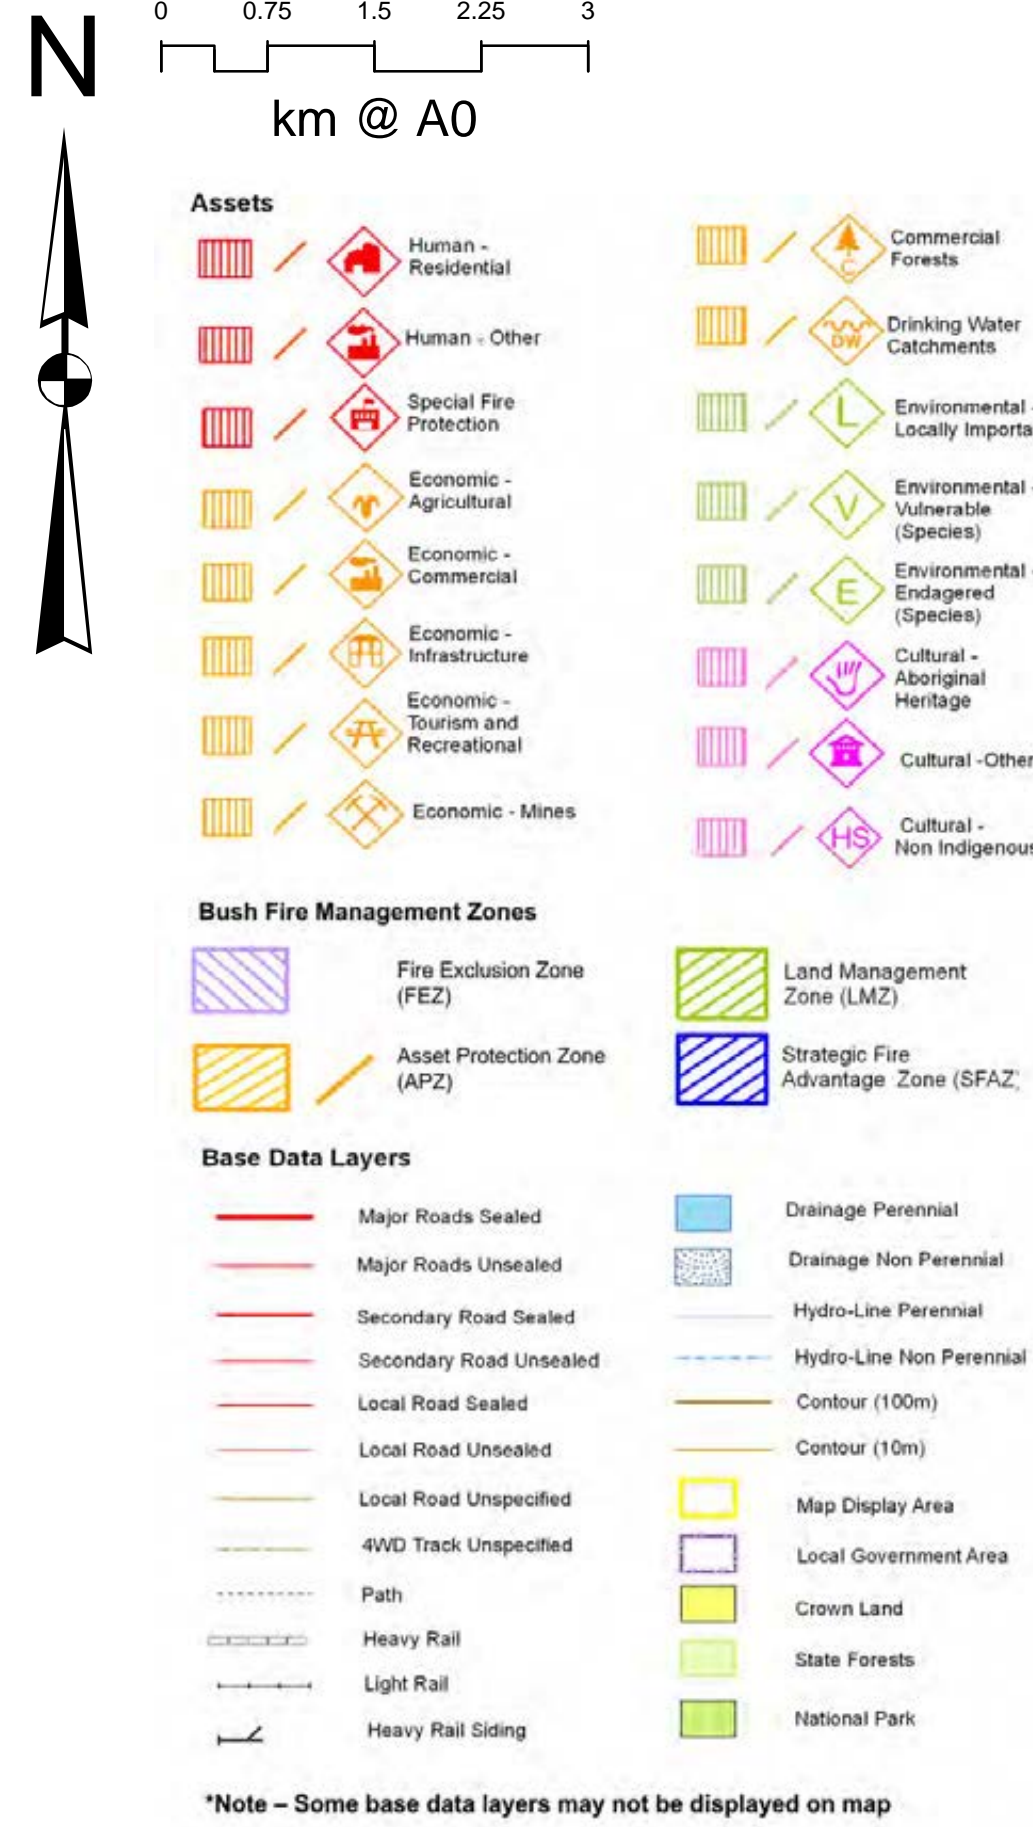 N
0 0.75 1.5 2.25 3
km @ A0
Assets
Human -
Residential
Human - Other
Special Fire
Protection
Economic -
Agricultural
Economic -
Commercial
Economic -
Infrastructure
Economic -
Tourism and
Recreational
Economic - Mines
C
Commercial
Forests
DW
Drinking Water
Catchments
L
Environmental -
Locally Importa
V
Environmental -
Vulnerable
(Species)
E
Environmental -
Endagered
(Species)
Cultural -
Aboriginal
Heritage
Cultural -Other
HS
Cultural -
Non Indigenous
Bush Fire Management Zones
Fire Exclusion Zone
(FEZ)
Asset Protection Zone
(APZ)
Land Management
Zone (LMZ)
Strategic Fire
Advantage Zone (SFAZ)
Base Data Layers
Major Roads Sealed
Major Roads Unsealed
Secondary Road Sealed
Secondary Road Unsealed
Local Road Sealed
Local Road Unsealed
Local Road Unspecified
4WD Track Unspecified
Path
Heavy Rail
Light Rail
Heavy Rail Siding
Drainage Perennial
Drainage Non Perennial
Hydro-Line Perennial
Hydro-Line Non Perennial
Contour (100m)
Contour (10m)
Map Display Area
Local Government Area
Crown Land
State Forests
National Park
*Note – Some base data layers may not be displayed on map